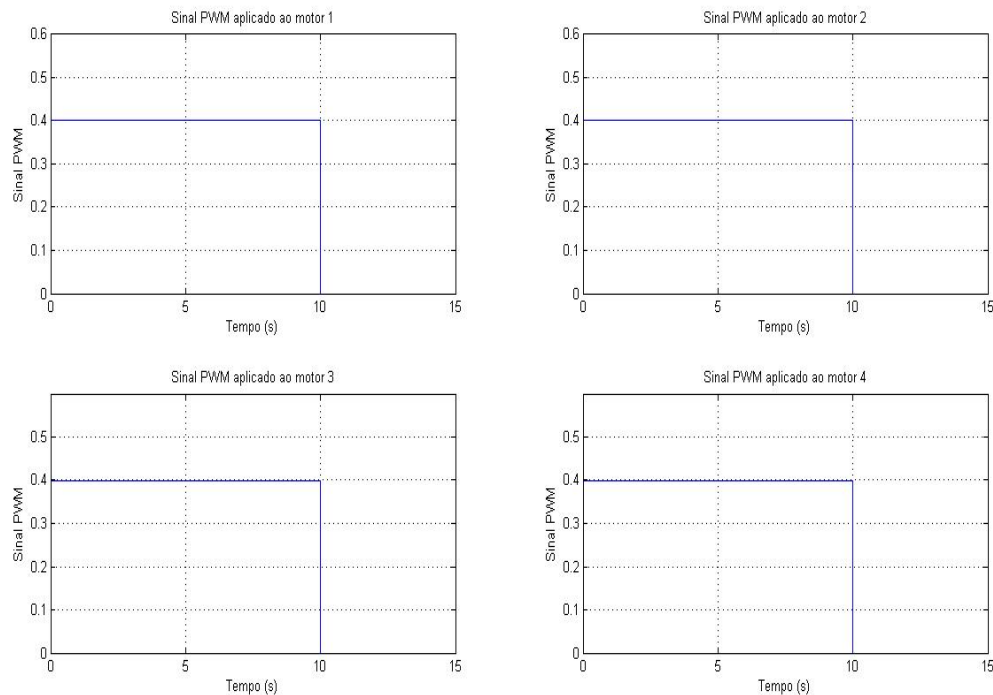 Sinal PWM aplicado ao motor 1
0.6
0.5
0.4
0.3
0.2
0.1
0
Sinal PWM
0 5 10 15
Tempo (s)
Sinal PWM aplicado ao motor 2
0.6
0.5
0.4
0.3
0.2
0.1
0
Sinal PWM
0 5 10 15
Tempo (s)
Sinal PWM aplicado ao motor 3
0.5
0.4
0.3
0.2
0.1
0
Sinal PWM
0 5 10 15
Tempo (s)
Sinal PWM aplicado ao motor 4
0.5
0.4
0.3
0.2
0.1
0
Sinal PWM
0 5 10 15
Tempo (s)